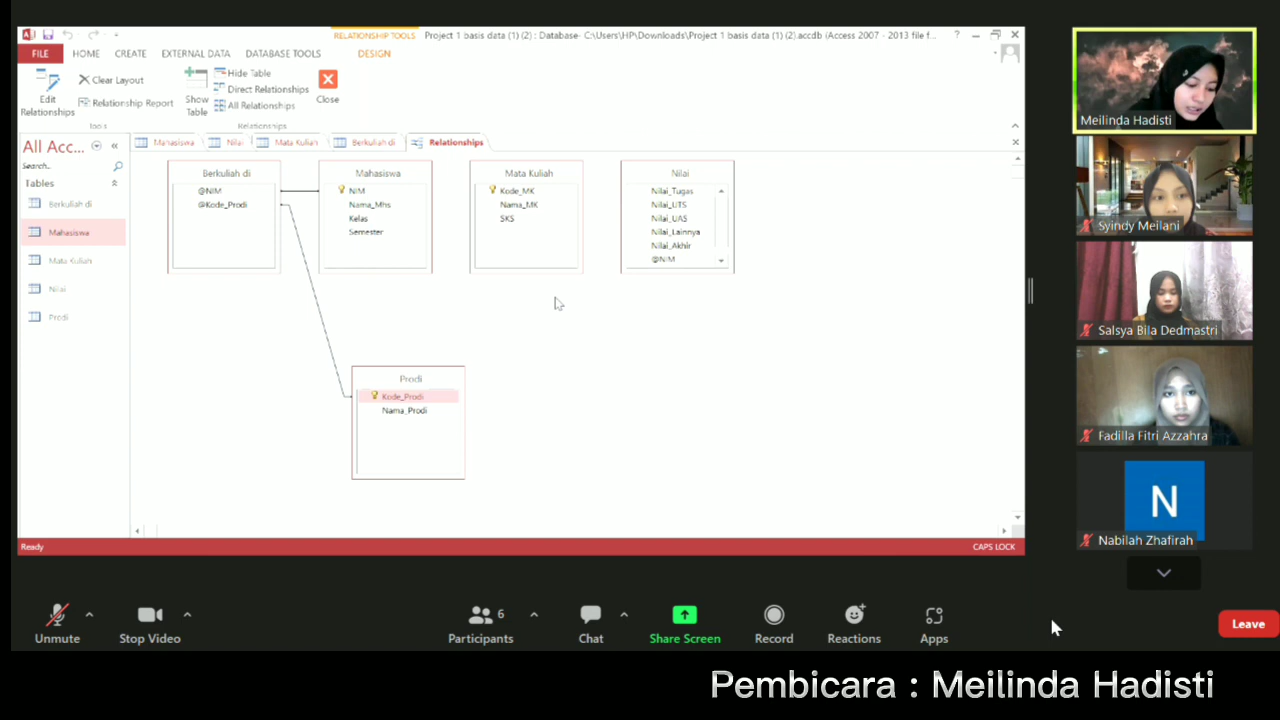 RELATIONSHIP TOOLS
Project 1 basis data (1) (2) : Database- C:\Users\HP\Downloads\Project 1 basis data (1) (2).accdb (Access 2007 - 2013 file f...
FILE HOME CREATE EXTERNAL DATA DATABASE TOOLS DESIGN
Edit Relationships
Clear Layout
Relationship Report
Tools
Show Table
Hide Table
Direct Relationships
All Relationships
Relationships
Close
All Acc...
Search...
Tables
Berkuliah di
Mahasiswa
Mata Kuliah
Nilai
Prodi
Mahasiswa Nilai Mata Kuliah Berkuliah di Relationships
Berkuliah di
@NIM
@Kode_Prodi
Mahasiswa
NIM
Nama_Mhs
Kelas
Semester
Mata Kuliah
Kode_MK
Nama_MK
SKS
Nilai
Nilai_Tugas
Nilai_UTS
Nilai_UAS
Nilai_Lainnya
Nilai_Akhir
@NIM
Prodi
Kode_Prodi
Nama_Prodi
Ready
CAPS LOCK
Meilinda Hadisti
Syindy Meilani
Salsya Bila Dedmastri
Fadilla Fitri Azzahra
N
Nabilah Zhafirah
Unmute
Stop Video
6
Participants
Chat
Share Screen
Record
Reactions
Apps
Leave
Pembicara : Meilinda Hadisti